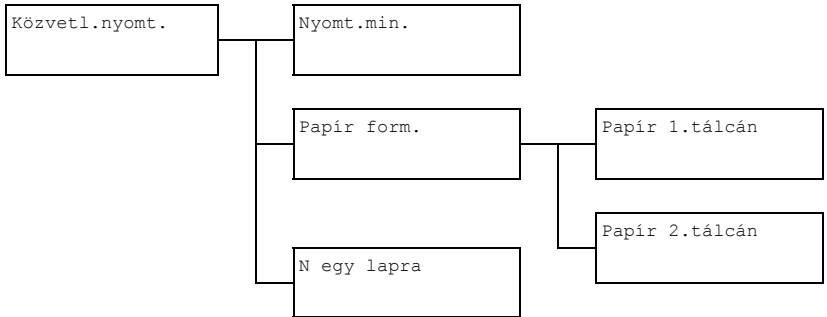 Közvetl.nyomt.
Nyomt.min.
Papír form.
Papír 1.tálcán
Papír 2.tálcán
N egy lapra